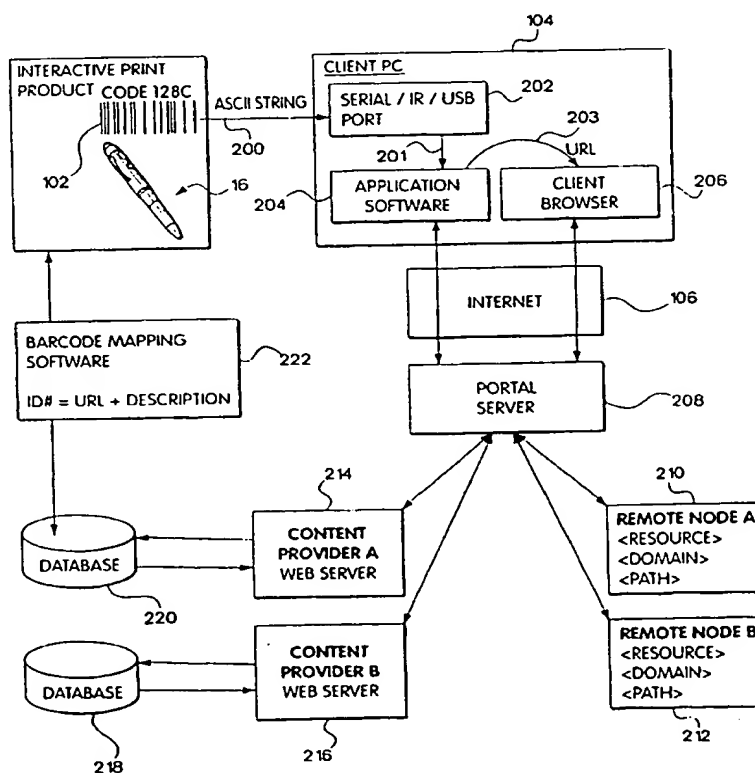 104
INTERACTIVE PRINT
PRODUCT
CODE 128C
102
16
ASCII STRING
200
CLIENT PC
SERIAL / IR / USB
PORT
202
201
203
URL
204
APPLICATION
SOFTWARE
CLIENT
BROWSER
206
INTERNET
106
BARCODE MAPPING
SOFTWARE
ID# = URL + DESCRIPTION
222
PORTAL
SERVER
208
214
CONTENT
PROVIDER A
WEB SERVER
DATABASE
220
210
REMOTE NODE A
<RESOURCE>
<DOMAIN>
<PATH>
CONTENT
PROVIDER B
WEB SERVER
216
DATABASE
218
REMOTE NODE B
<RESOURCE>
<DOMAIN>
<PATH>
212